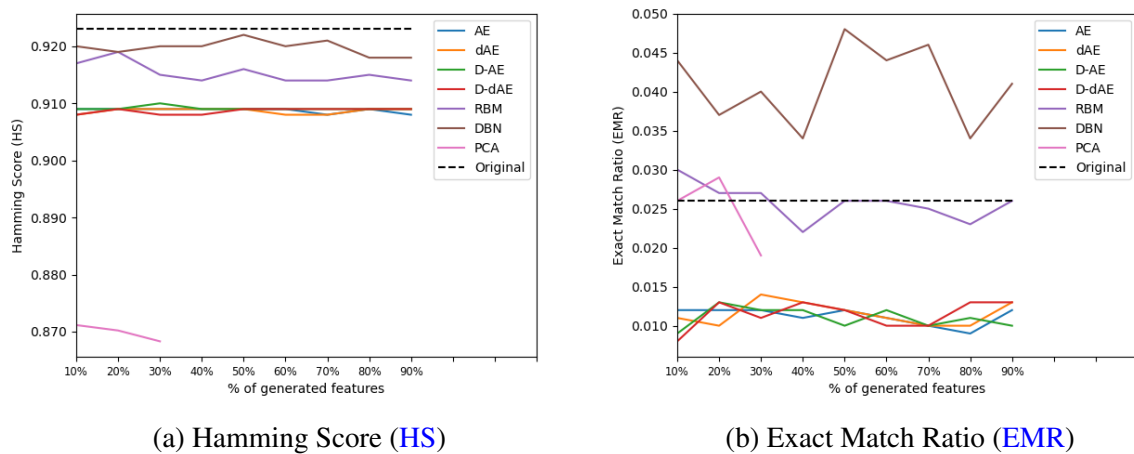 0.920
0.910
0.900
0.890
0.880
0.870
Hamming Score (HS)
10% 20% 30% 40% 50% 60% 70% 80% 90%
% of generated features
AE
dAE
D-AE
D-dAE
RBM
DBN
PCA
Original
(a) Hamming Score (HS)
0.050
0.045
0.040
0.035
0.030
0.025
0.020
0.015
0.010
Exact Match Ratio (EMR)
10% 20% 30% 40% 50% 60% 70% 80% 90%
% of generated features
AE
dAE
D-AE
D-dAE
RBM
DBN
PCA
Original
(b) Exact Match Ratio (EMR)